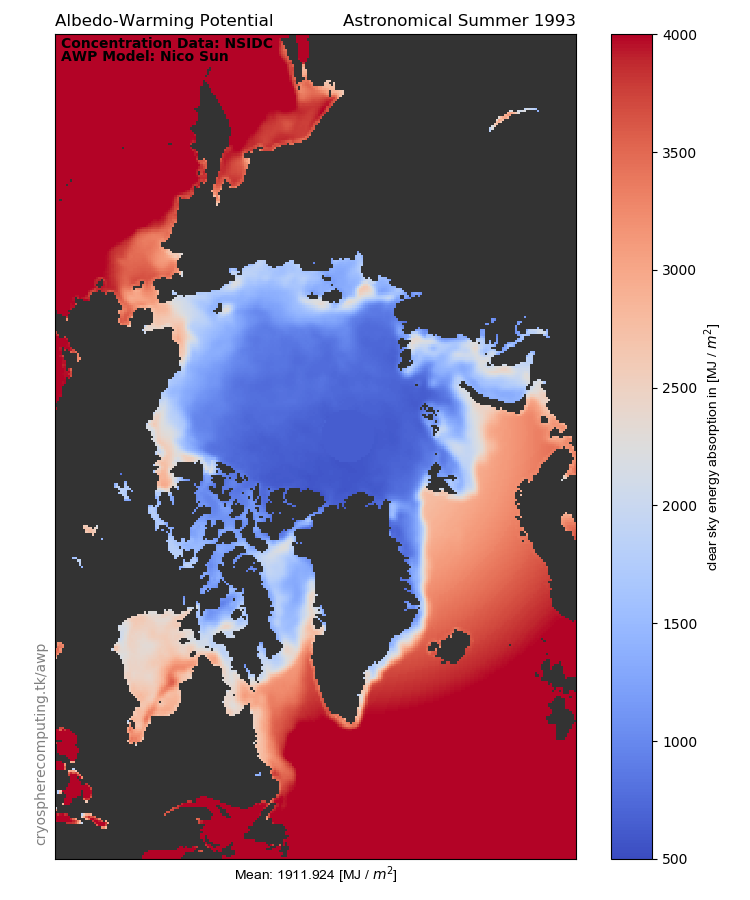 Albedo-Warming Potential Astronomical Summer 1993
Concentration Data: NSIDC
AWP Model: Nico Sun
4000
3500
3000
2500
2000
1500
1000
500
clear sky energy absorption in [MJ / m²]
cryospherecomputing.tk/awp
Mean: 1911.924 [MJ / m²]